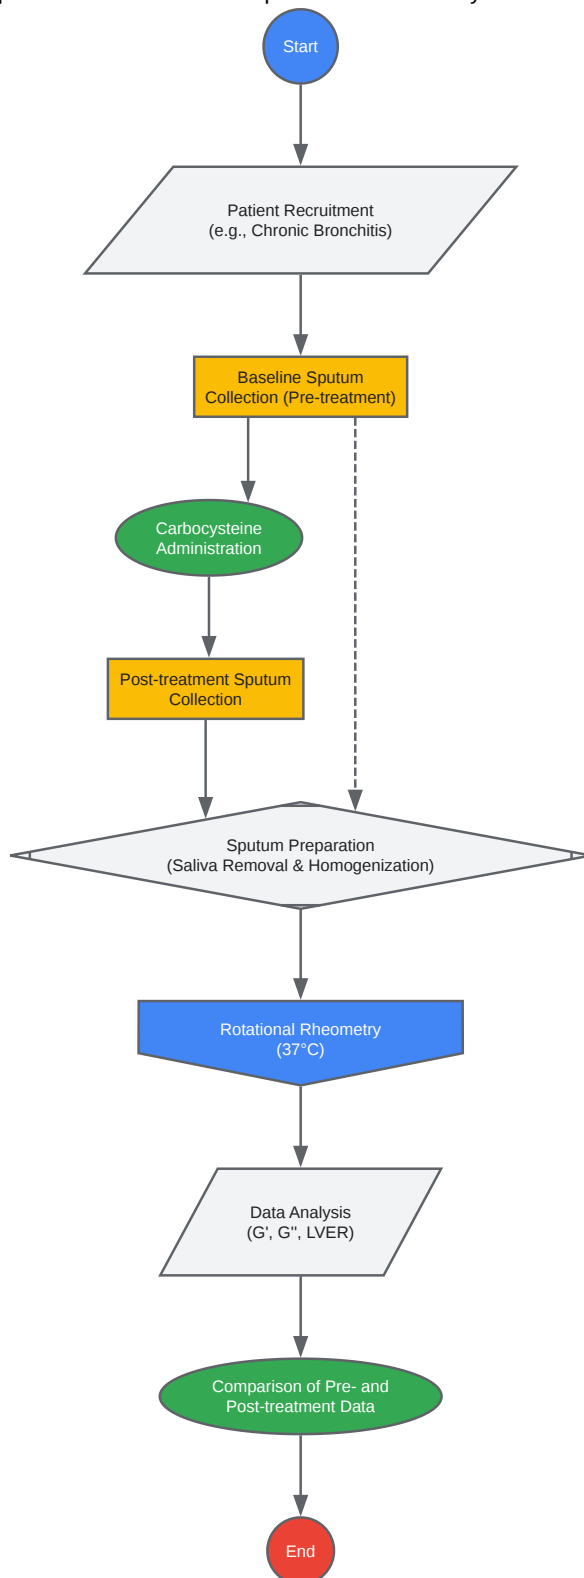 Start
Patient Recruitment
(e.g., Chronic Bronchitis)
Baseline Sputum
Collection (Pre-treatment)
Carbocysteine
Administration
Post-treatment Sputum
Collection
Sputum Preparation
(Saliva Removal & Homogenization)
Rotational Rheometry
(37°C)
Data Analysis
(G', G'', LVER)
Comparison of Pre- and
Post-treatment Data
End